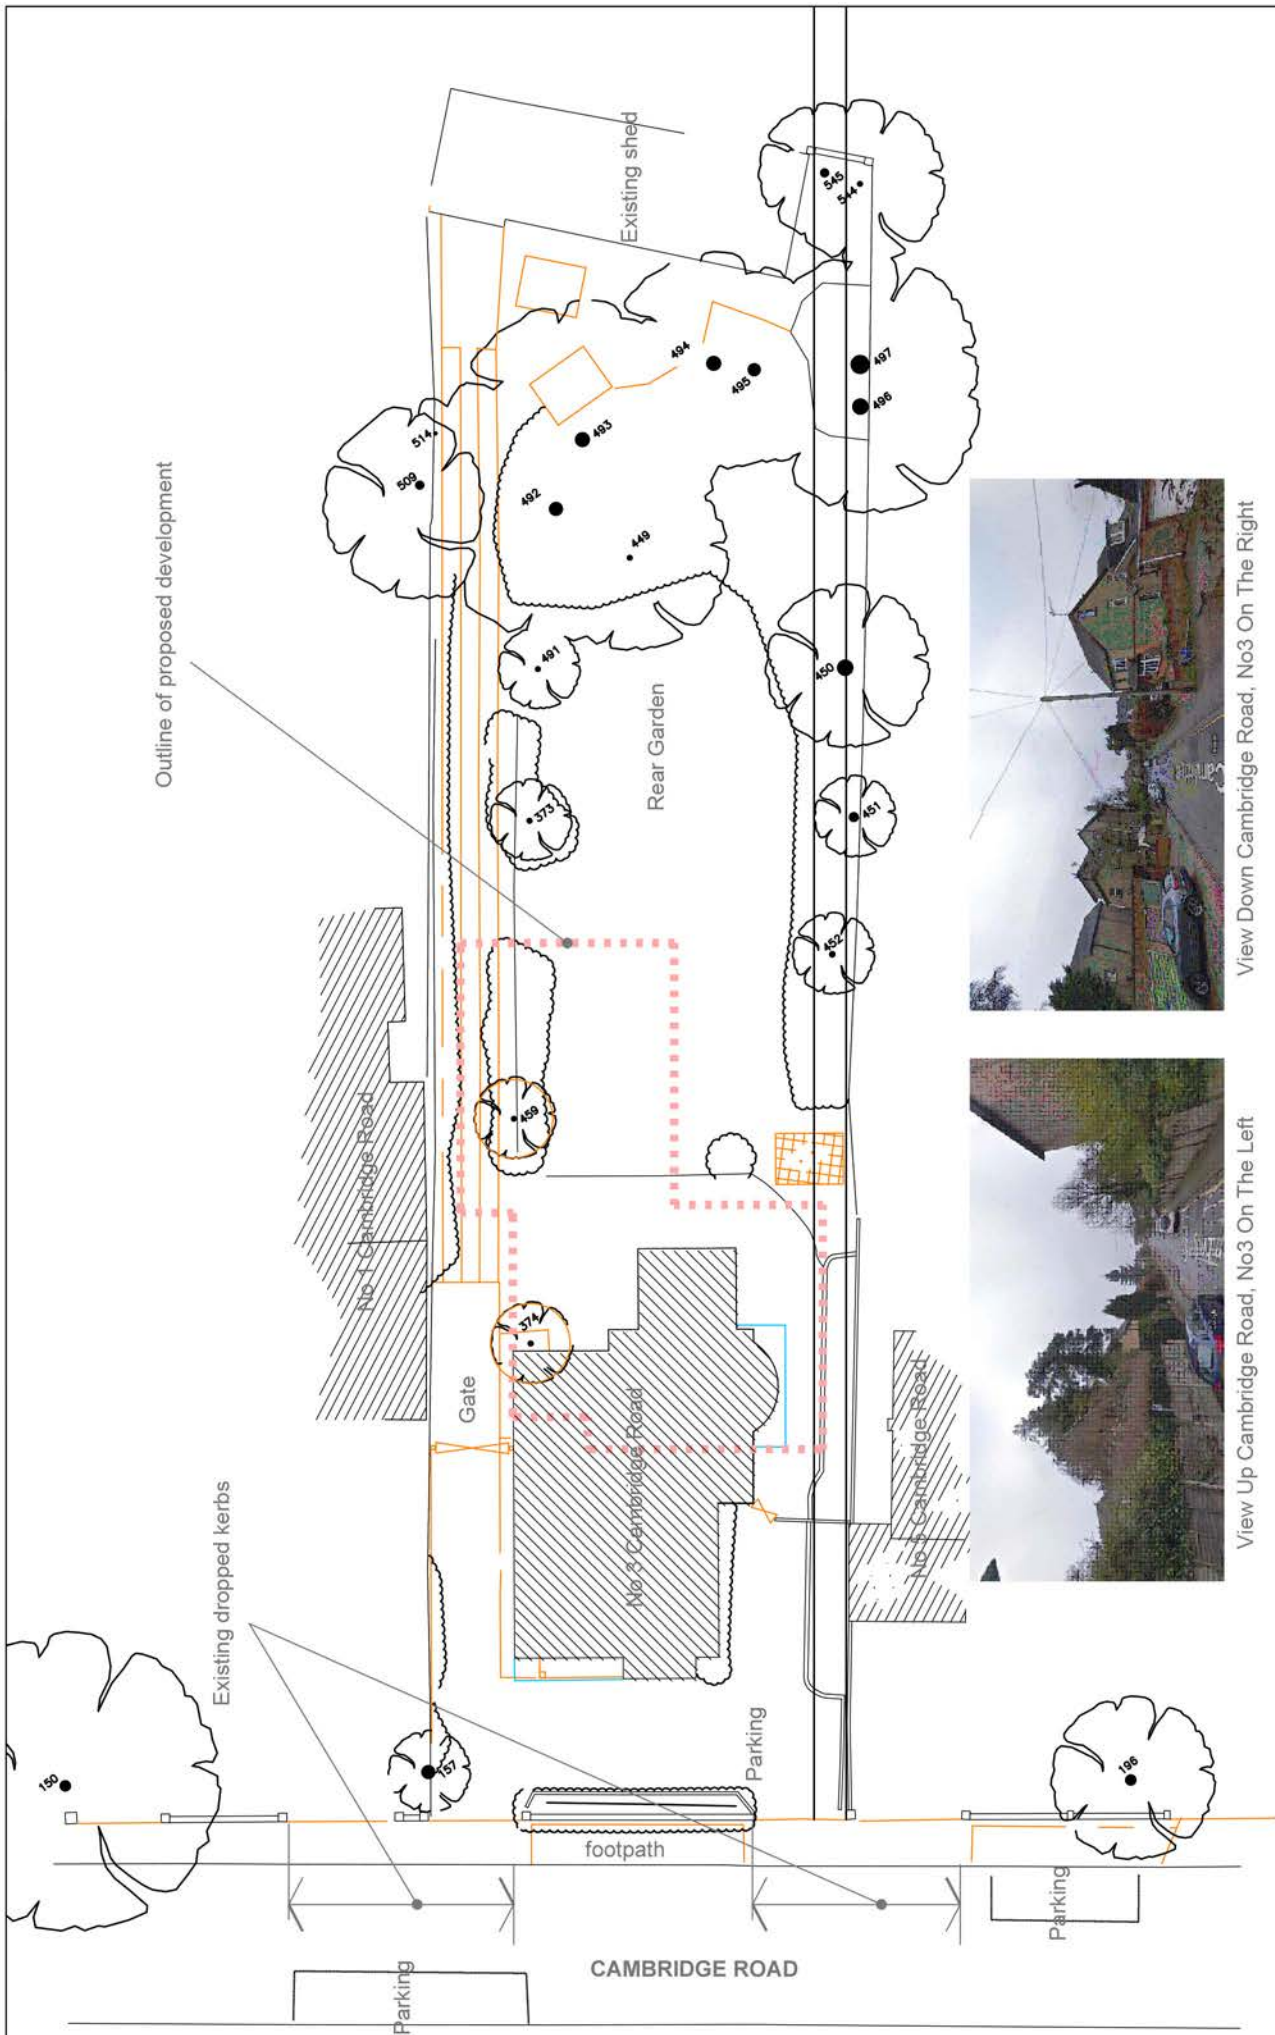 Existing shed
545
544
494
495
497
496
514
509
493
492
449
Outline of proposed development
491
450
Rear Garden
373
451
452
459
No 1 Cambridge Road
374
Gate
No3 Cambridge Road
No 5 Cambridge Road
Existing dropped kerbs
150
157
Parking
196
footpath
Parking
CAMBRIDGE ROAD
Parking
View Down Cambridge Road, No3 On The Right
View Up Cambridge Road, No3 On The Left